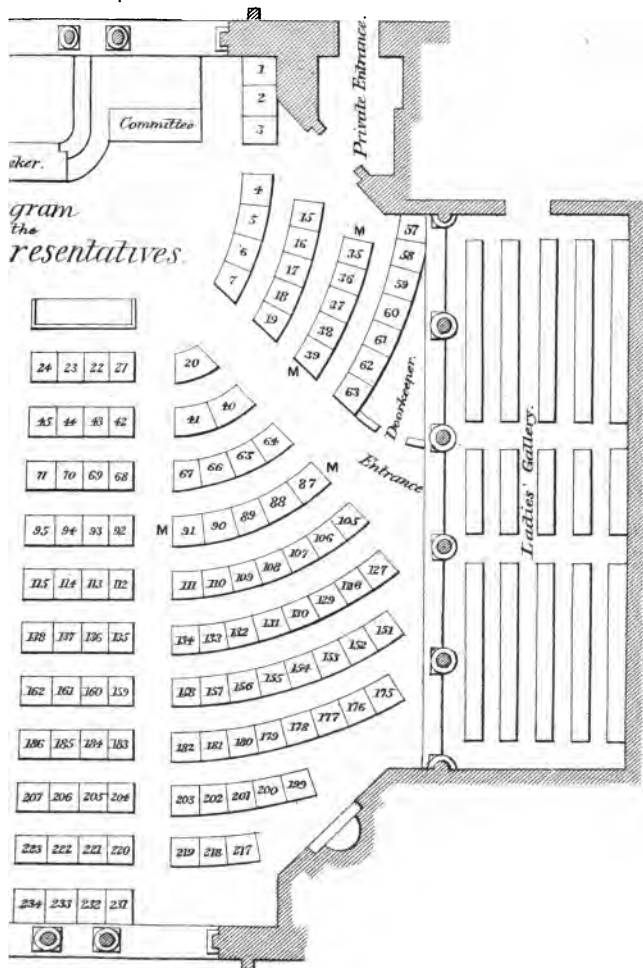 1
2
3
Committee
Private Entrance
eker.
gram
the
resentatives.
4
5
6
7
15
16
17
18
19
M
35
36
37
38
39
M
57
58
59
60
61
62
63
Doorkeeper.
Entrance
Ladies' Gallery.
24 23 22 21
20
45 44 43 42
41 40
71 70 69 68
67 66 65 64
95 94 93 92
M
91 90 89 88 87
M
115 114 113 112
111 110 109 108 107 106 105
138 137 136 135
134 133 132 131 130 129 128 127
162 161 160 159
158 157 156 155 154 153 152 151
186 185 184 183
182 181 180 179 178 177 176 175
207 206 205 204
203 202 201 200 199
223 222 221 220
219 218 217
234 233 232 231